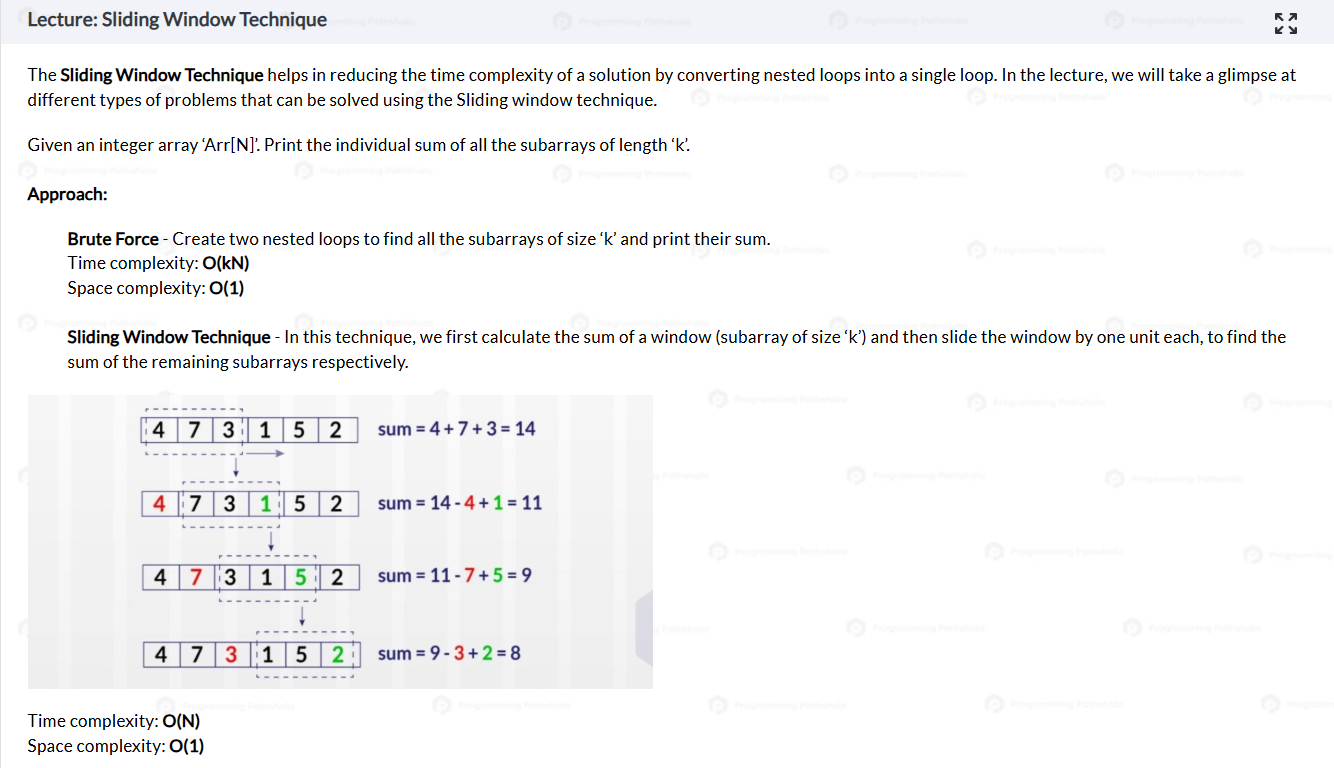 Lecture: Sliding Window Technique
The Sliding Window Technique helps in reducing the time complexity of a solution by converting nested loops into a single loop. In the lecture, we will take a glimpse at
different types of problems that can be solved using the Sliding window technique.
Given an integer array ‘Arr[N]’. Print the individual sum of all the subarrays of length ‘k’.
Approach:
Brute Force - Create two nested loops to find all the subarrays of size ‘k’ and print their sum.
Time complexity: O(kN)
Space complexity: O(1)
Sliding Window Technique - In this technique, we first calculate the sum of a window (subarray of size ‘k’) and then slide the window by one unit each, to find the
sum of the remaining subarrays respectively.
4 7 3 1 5 2 sum = 4 + 7 + 3 = 14
4 7 3 1 5 2 sum = 14 - 4 + 1 = 11
4 7 3 1 5 2 sum = 11 - 7 + 5 = 9
4 7 3 1 5 2 sum = 9 - 3 + 2 = 8
Time complexity: O(N)
Space complexity: O(1)